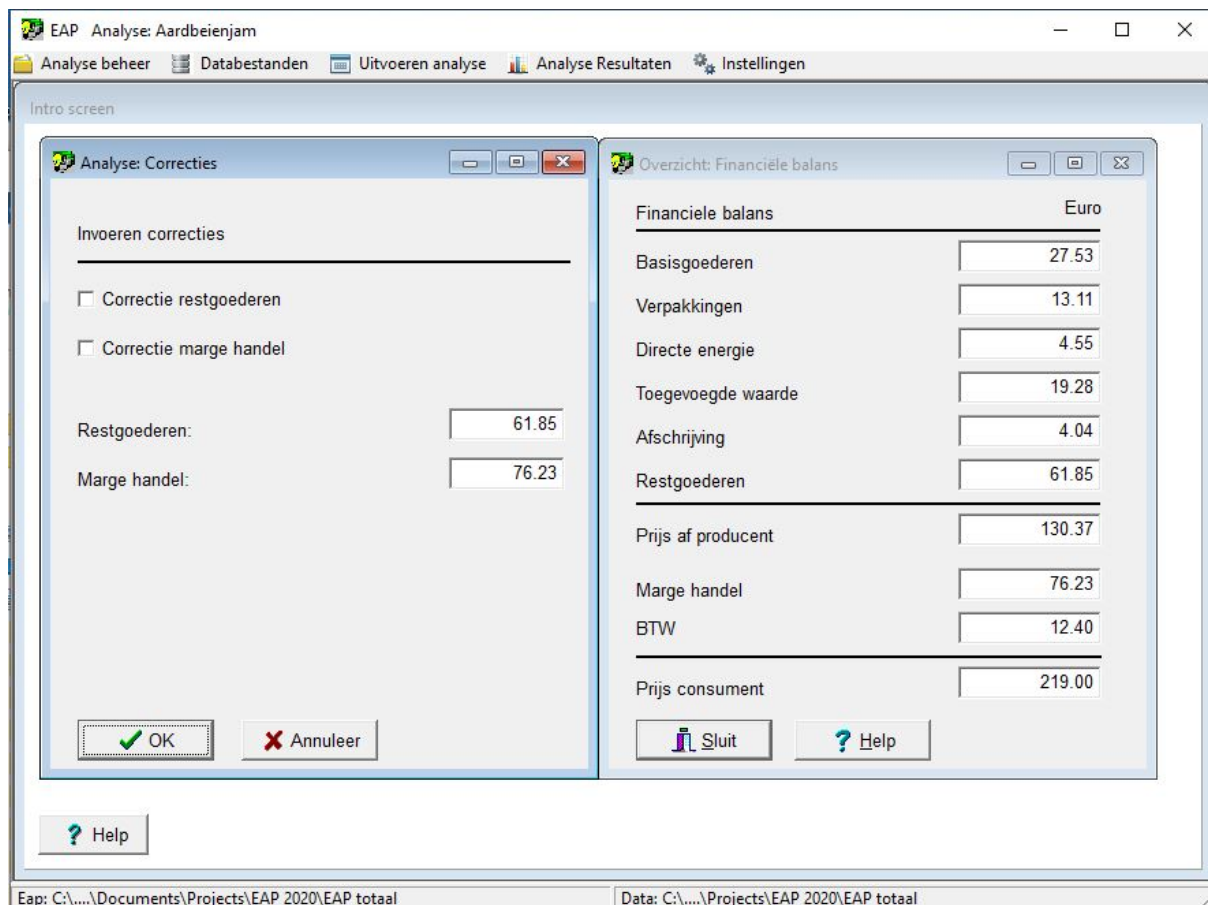 EAP Analyse: Aardbeienjam
Analyse beheer Databestanden Uitvoeren analyse Analyse Resultaten Instellingen
Intro screen
Analyse: Correcties
Invoeren correcties
Correctie restgoederen
Correctie marge handel
Restgoederen: 61.85
Marge handel: 76.23
OK Annuleer
Overzicht: Financiële balans
Financiele balans Euro
Basisgoederen 27.53
Verpakkingen 13.11
Directe energie 4.55
Toegevoegde waarde 19.28
Afschrijving 4.04
Restgoederen 61.85
Prijs af producent 130.37
Marge handel 76.23
BTW 12.40
Prijs consument 219.00
Sluit Help
Help
Eap: C:\....\Documents\Projects\EAP 2020\EAP totaal Data: C:\....\Projects\EAP 2020\EAP totaal